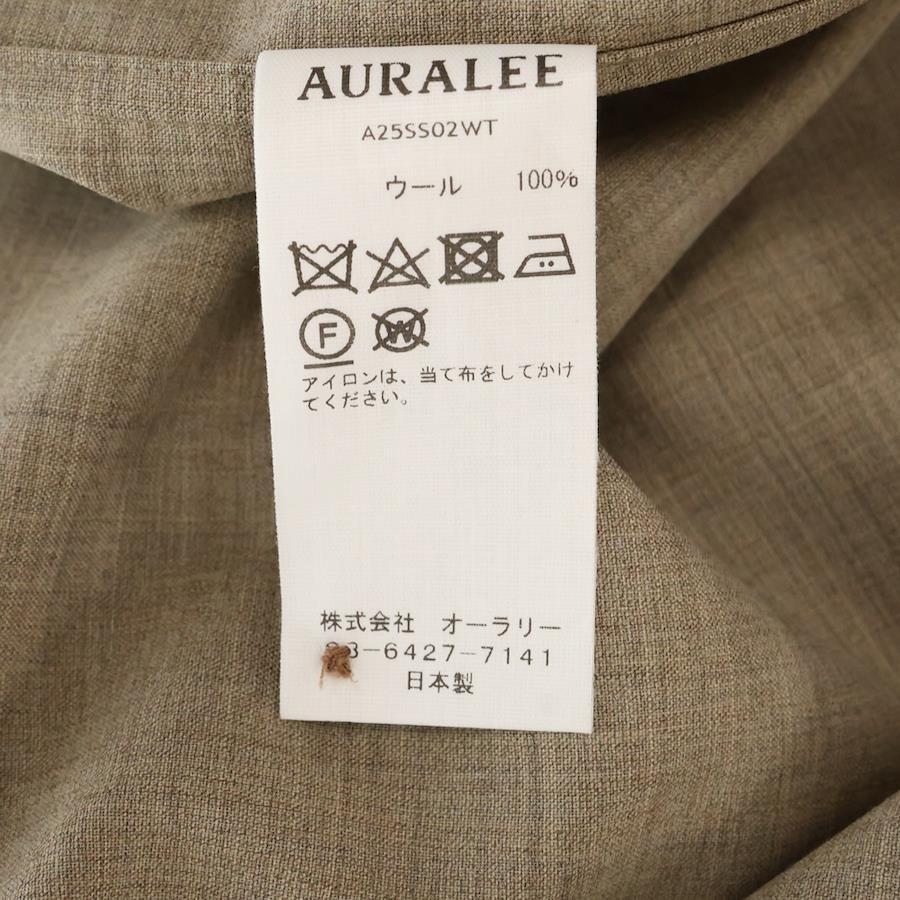 AURALEE
A25SS02WT
ウール 100%
F W
アイロンは、当て布をしてかけ
てください。
株式会社 オーラリー
3-6427-7141
日本製